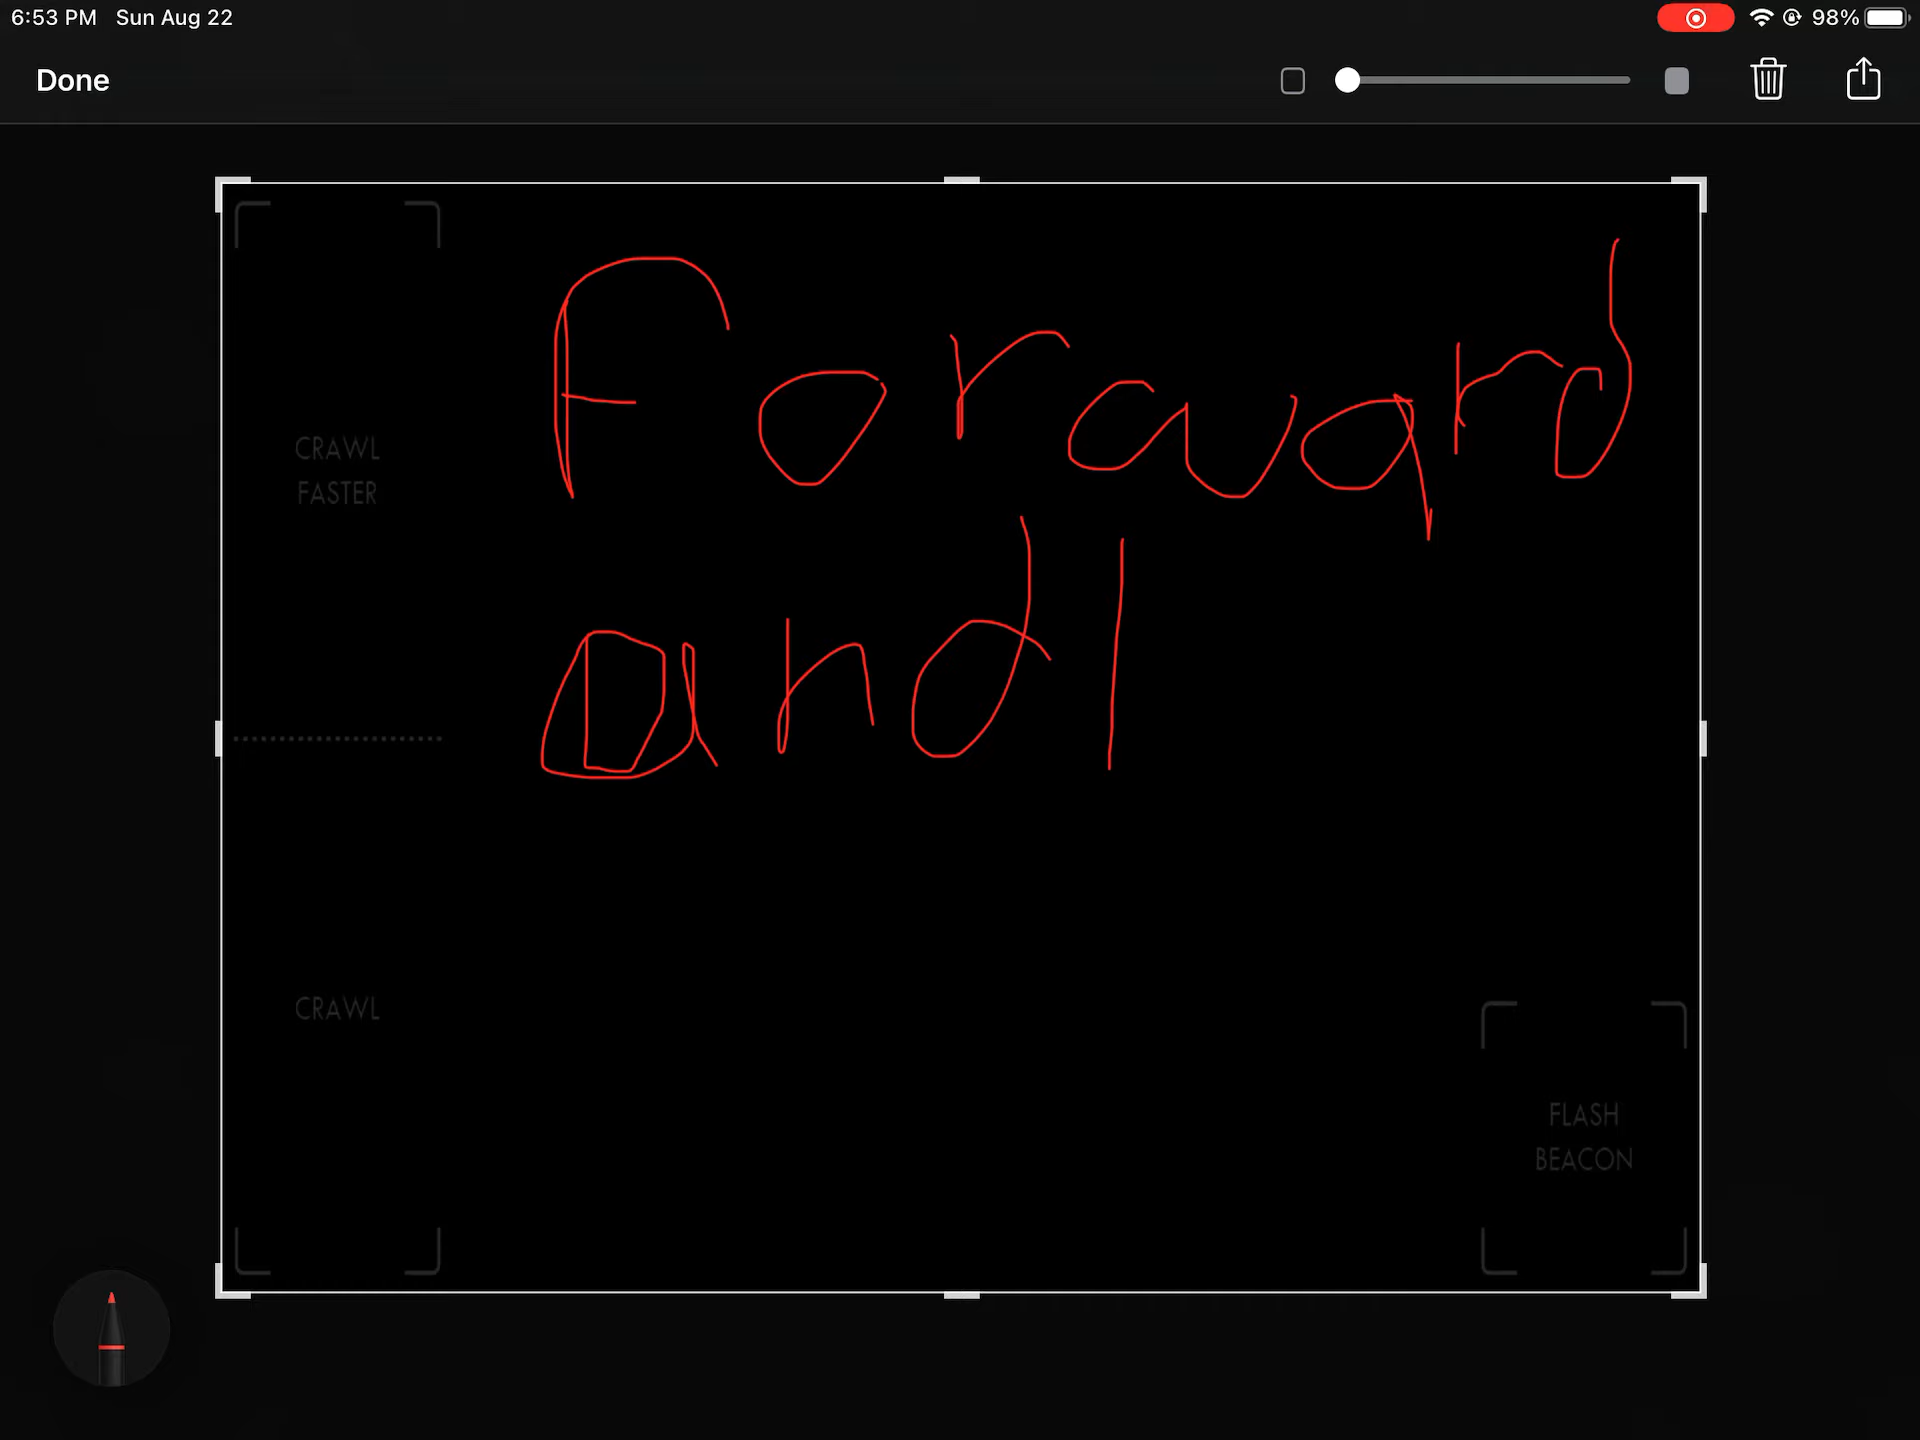 6:53 PM Sun Aug 22 98%
Done
Forward
CRAWL
FASTER
and l
CRAWL
FLASH
BEACON